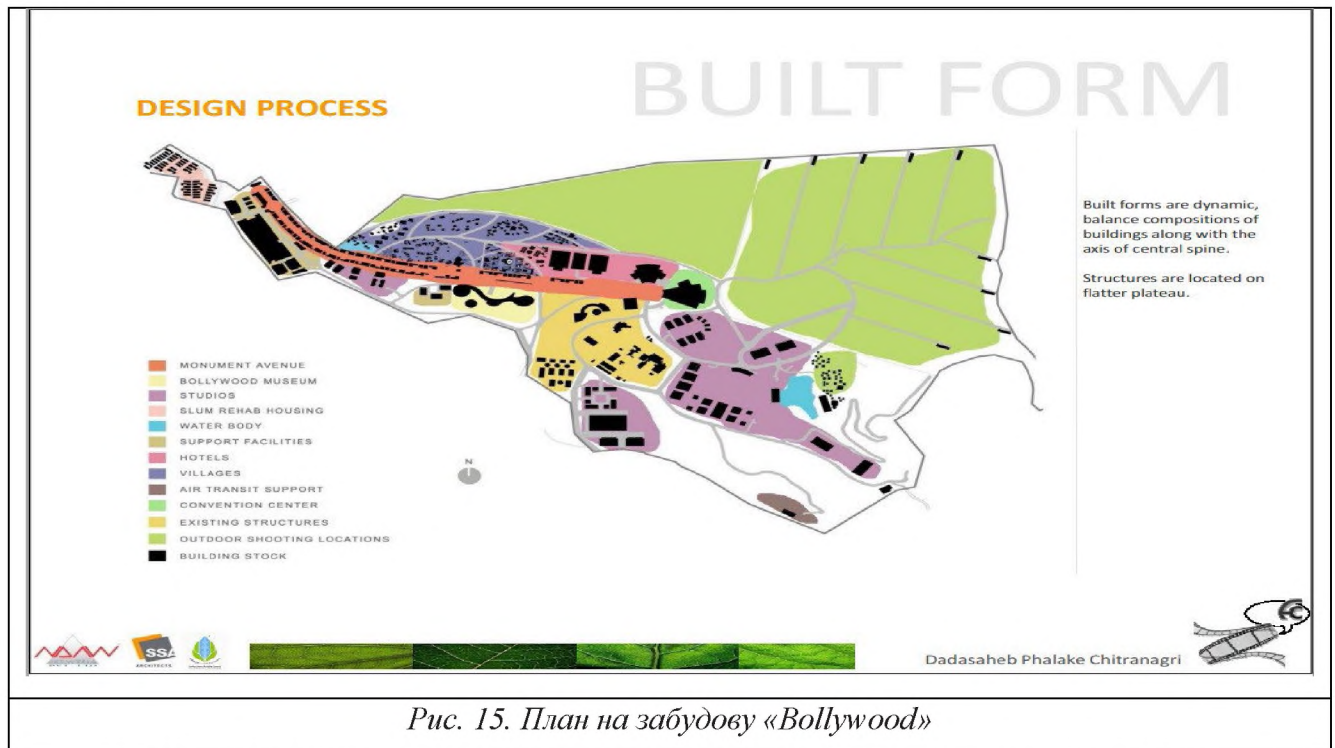 BUILT FORM
DESIGN PROCESS
Built forms are dynamic,
balance compositions of
buildings along with the
axis of central spine.
Structures are located on
flatter plateau.
MONUMENT AVENUE
BOLLYWOOD MUSEUM
STUDIOS
SLUM REHAB HOUSING
WATER BODY
SUPPORT FACILITIES
HOTELS
VILLAGES
AIR TRANSIT SUPPORT
CONVENTION CENTER
EXISTING STRUCTURES
OUTDOOR SHOOTING LOCATIONS
BUILDING STOCK
N
SSA
ARCHITECTS
Dadasaheb Phalake Chitranagri
Рис. 15. План на забудову «Bollywood»